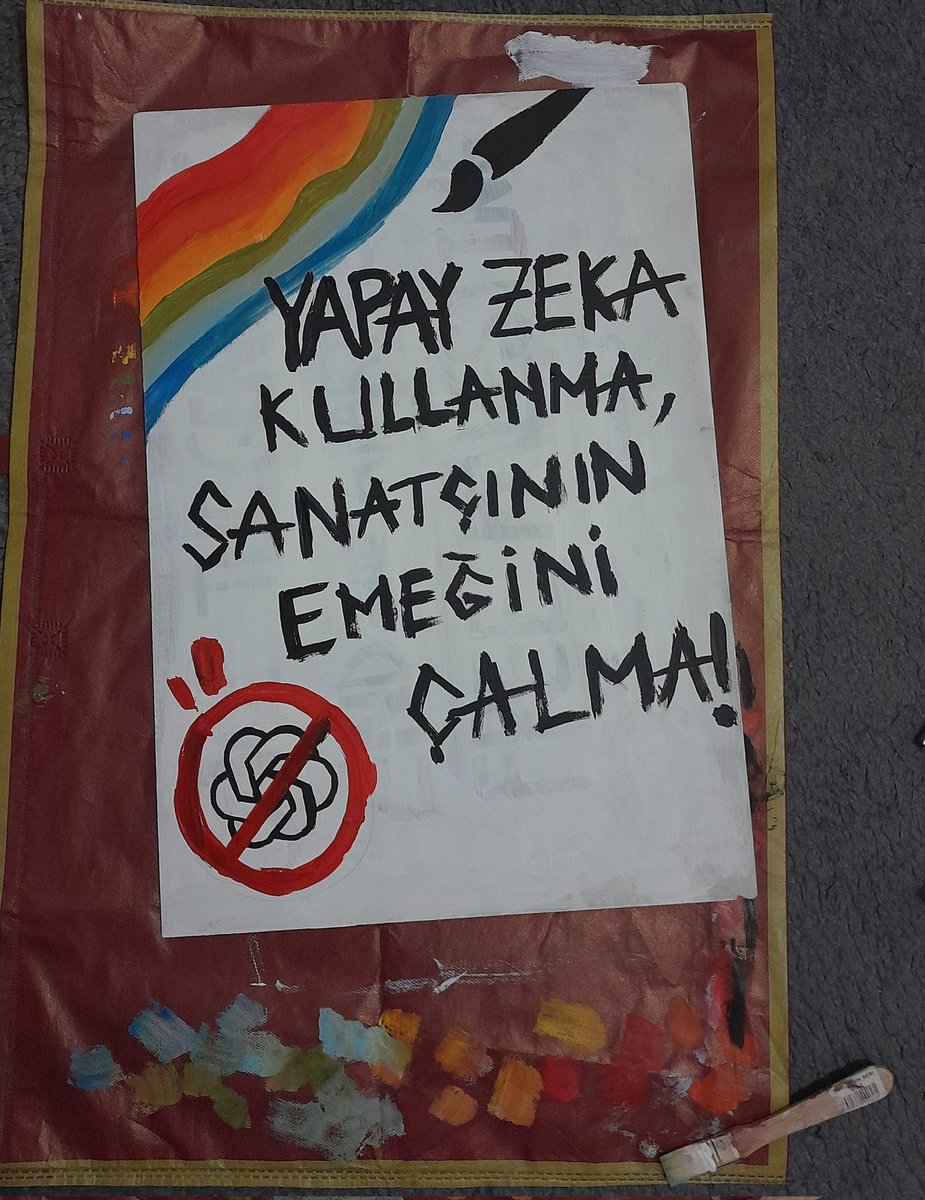 YAPAY ZEKA
KULLANMA,
SANATÇININ
EMEĞİNİ
ÇALMA!